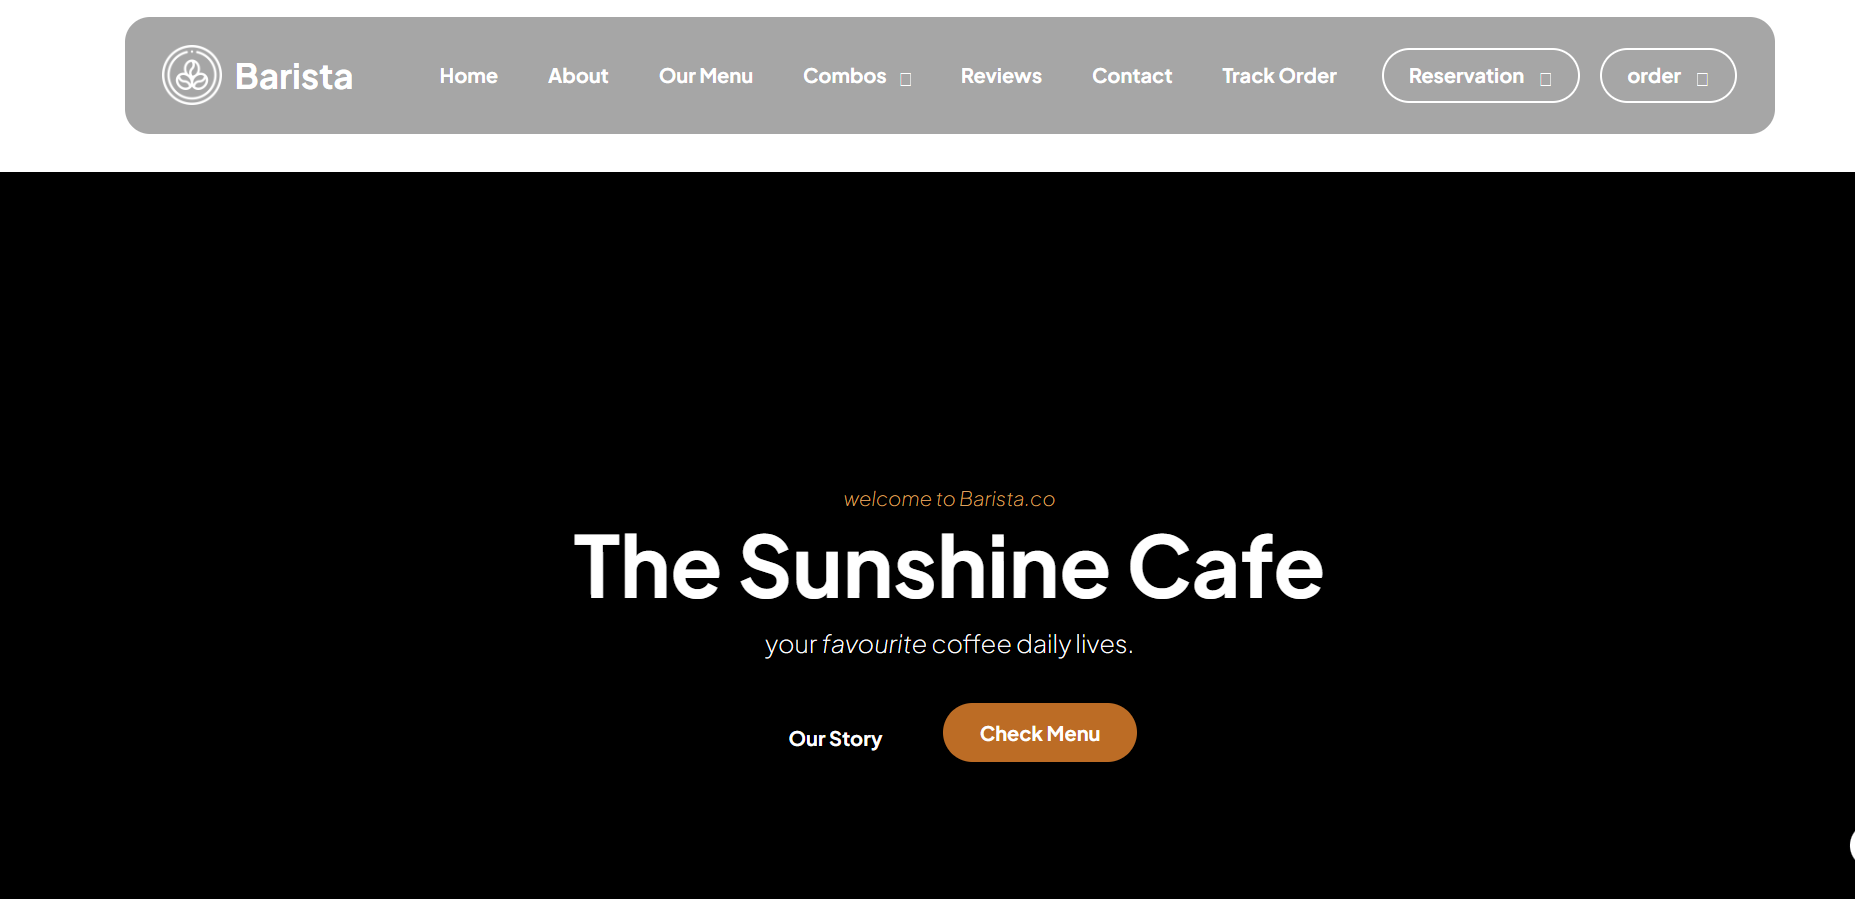 Barista Home About Our Menu Combos Reviews Contact Track Order Reservation order
welcome to Barista.co
The Sunshine Cafe
your favourite coffee daily lives.
Our Story Check Menu